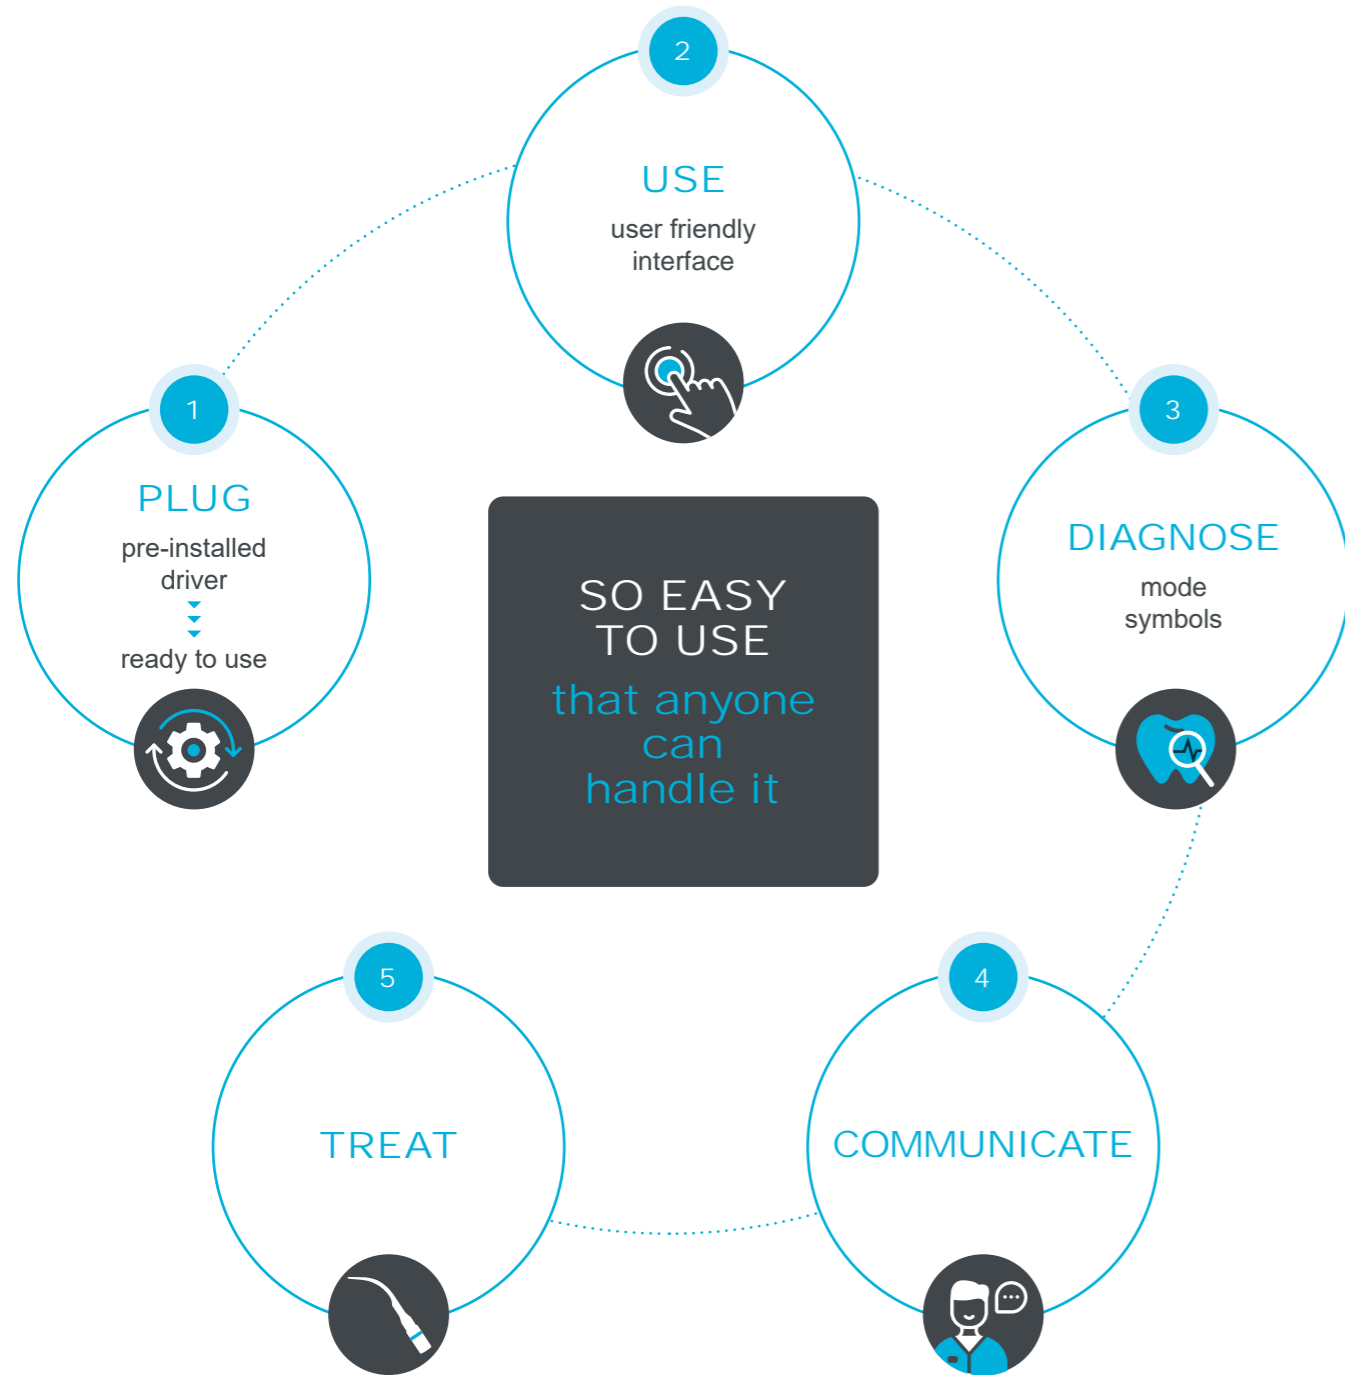 1
PLUG
pre-installed
driver
ready to use
2
USE
user friendly
interface
3
DIAGNOSE
mode
symbols
4
COMMUNICATE
5
TREAT
SO EASY
TO USE
that anyone
can
handle it